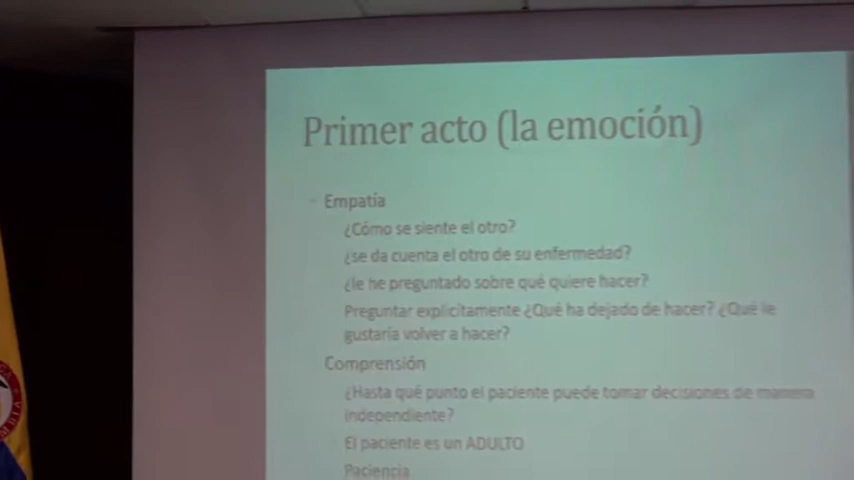 Primer acto (la emoción)
Empatía
¿Cómo se siente el otro?
¿se da cuenta el otro de su enfermedad?
¿le he preguntado sobre qué quiere hacer?
Preguntar explícitamente ¿Qué ha dejado de hacer? ¿Qué le
gustaría volver a hacer?
Comprensión
¿Hasta qué punto el paciente puede tomar decisiones de manera
independiente?
El paciente es un ADULTO
Paciencia